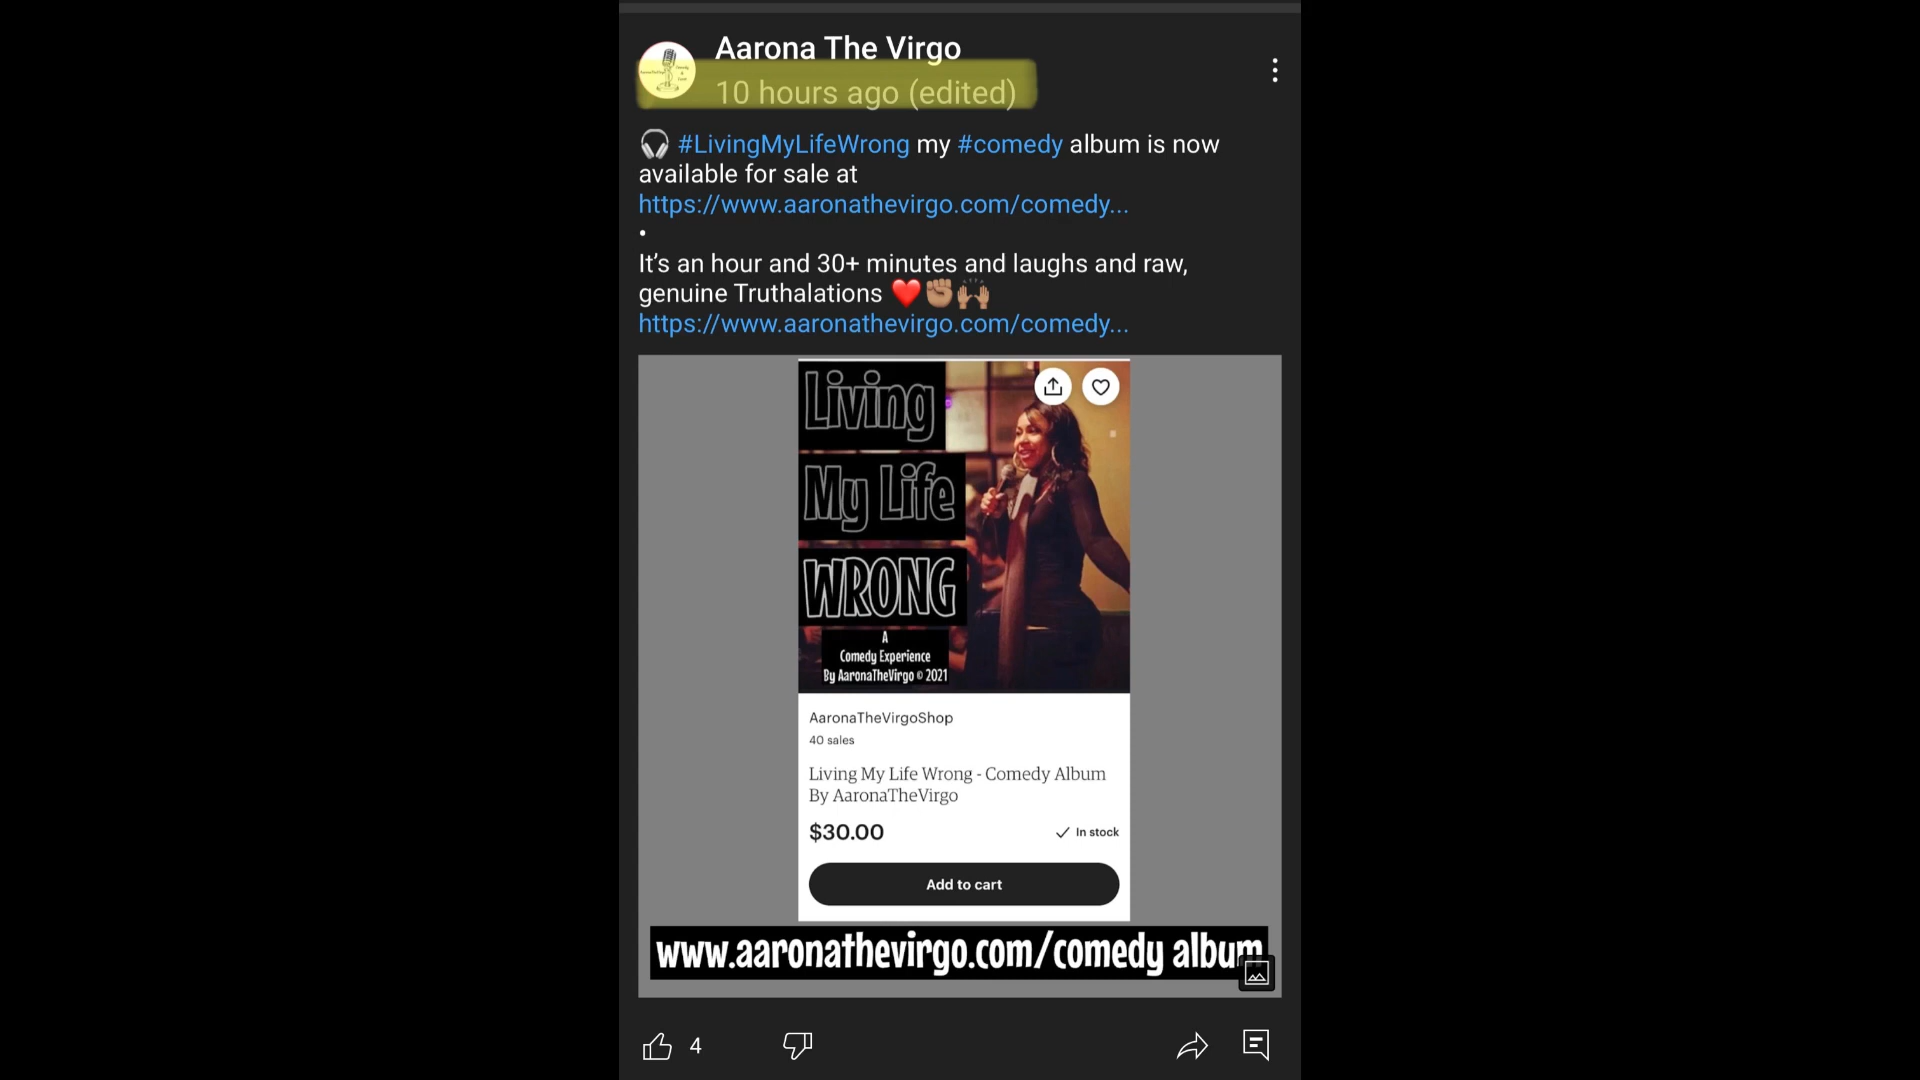 Aarona The Virgo
10 hours ago (edited)
🎧 #LivingMyLifeWrong my #comedy album is now
available for sale at
https://www.aaronathevirgo.com/comedy...
•
It’s an hour and 30+ minutes and laughs and raw,
genuine Truthalations ❤️✊🏽🙌🏽
https://www.aaronathevirgo.com/comedy...
Living
My Life
WRONG
A
Comedy Experience
By AaronaTheVirgo © 2021
AaronaTheVirgoShop
40 sales
Living My Life Wrong - Comedy Album
By AaronaTheVirgo
$30.00
In stock
Add to cart
www.aaronathevirgo.com/comedy album
4